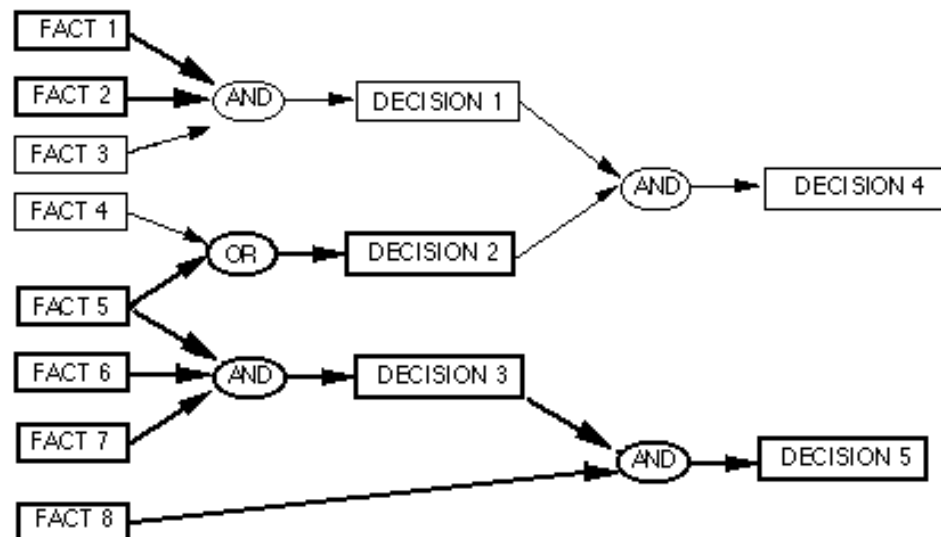 FACT 1
FACT 2
AND
DECISION 1
FACT 3
AND
DECISION 4
FACT 4
OR
DECISION 2
FACT 5
FACT 6
AND
DECISION 3
FACT 7
AND
DECISION 5
FACT 8